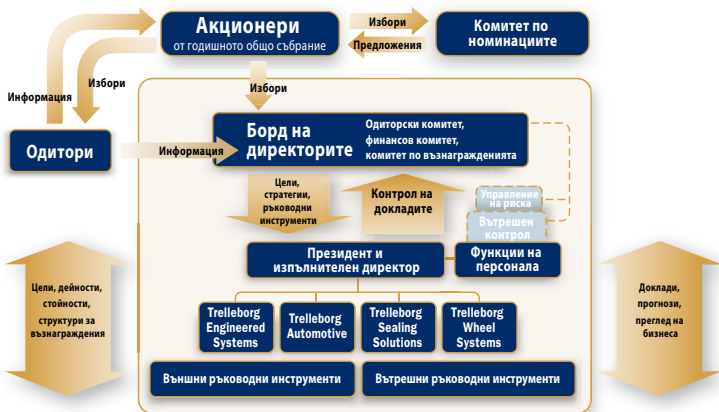 Акционери
от годишното общо събрание
Избори
Предложения
Комитет по
номинациите
Информация
Избори
Избори
Одитори
Информация
Борд на
директорите
Одиторски комитет,
финансов комитет,
комитет по възнагражденията
Цели,
стратегии,
ръководни
инструменти
Контрол на
докладите
Управление
на риска
Вътрешен
контрол
Президент и
изпълнителен директор
Функции на
персонала
Цели, дейности,
стойности,
структури за
възнаграждения
Доклади,
прогнози,
преглед на
бизнеса
Trelleborg
Engineered
Systems
Trelleborg
Automotive
Trelleborg
Sealing
Solutions
Trelleborg
Wheel
Systems
Външни ръководни инструменти
Вътрешни ръководни инструменти